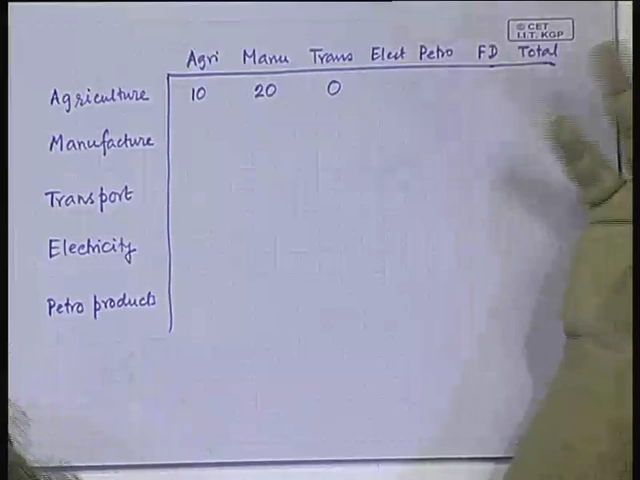 © CET
I.I.T. KGP
Agri Manu Trans Elect Petro FD Total
Agriculture 10 20 0
Manufacture
Transport
Electricity
Petro products